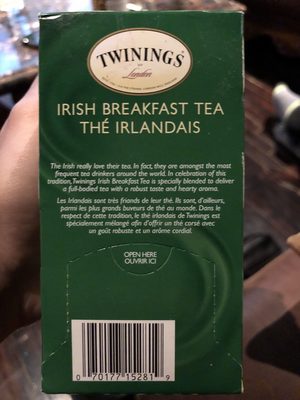 TWININGS
OF
London
IRISH BREAKFAST TEA
THÉ IRLANDAIS
The Irish really love their tea. In fact, they are amongst the most
frequent tea drinkers around the world. In celebration of this
tradition, Twinings Irish Breakfast Tea is specially blended to deliver
a full-bodied tea with a robust taste and hearty aroma.
Les Irlandais sont très friands de leur thé. Ils sont, d'ailleurs,
parmi les plus grands buveurs de thé au monde. Dans le
respect de cette tradition, le thé irlandais de Twinings est
spécialement mélangé afin d'offrir un thé corsé avec un
goût robuste et un arôme cordial.
OPEN HERE
OUVRIR ICI
0 70177 15281 9